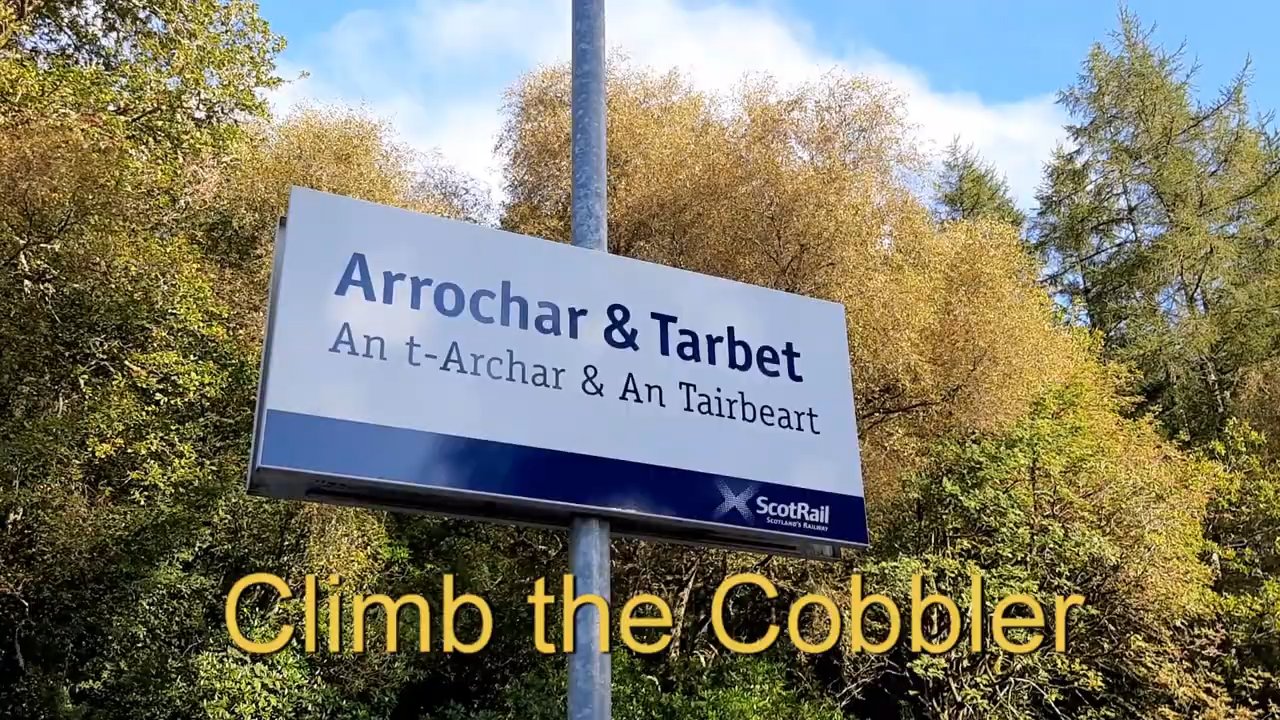 Arrochar & Tarbet
An t-Archar & An Tairbeart
ScotRail
Scotland's Railway
Climb the Cobbler